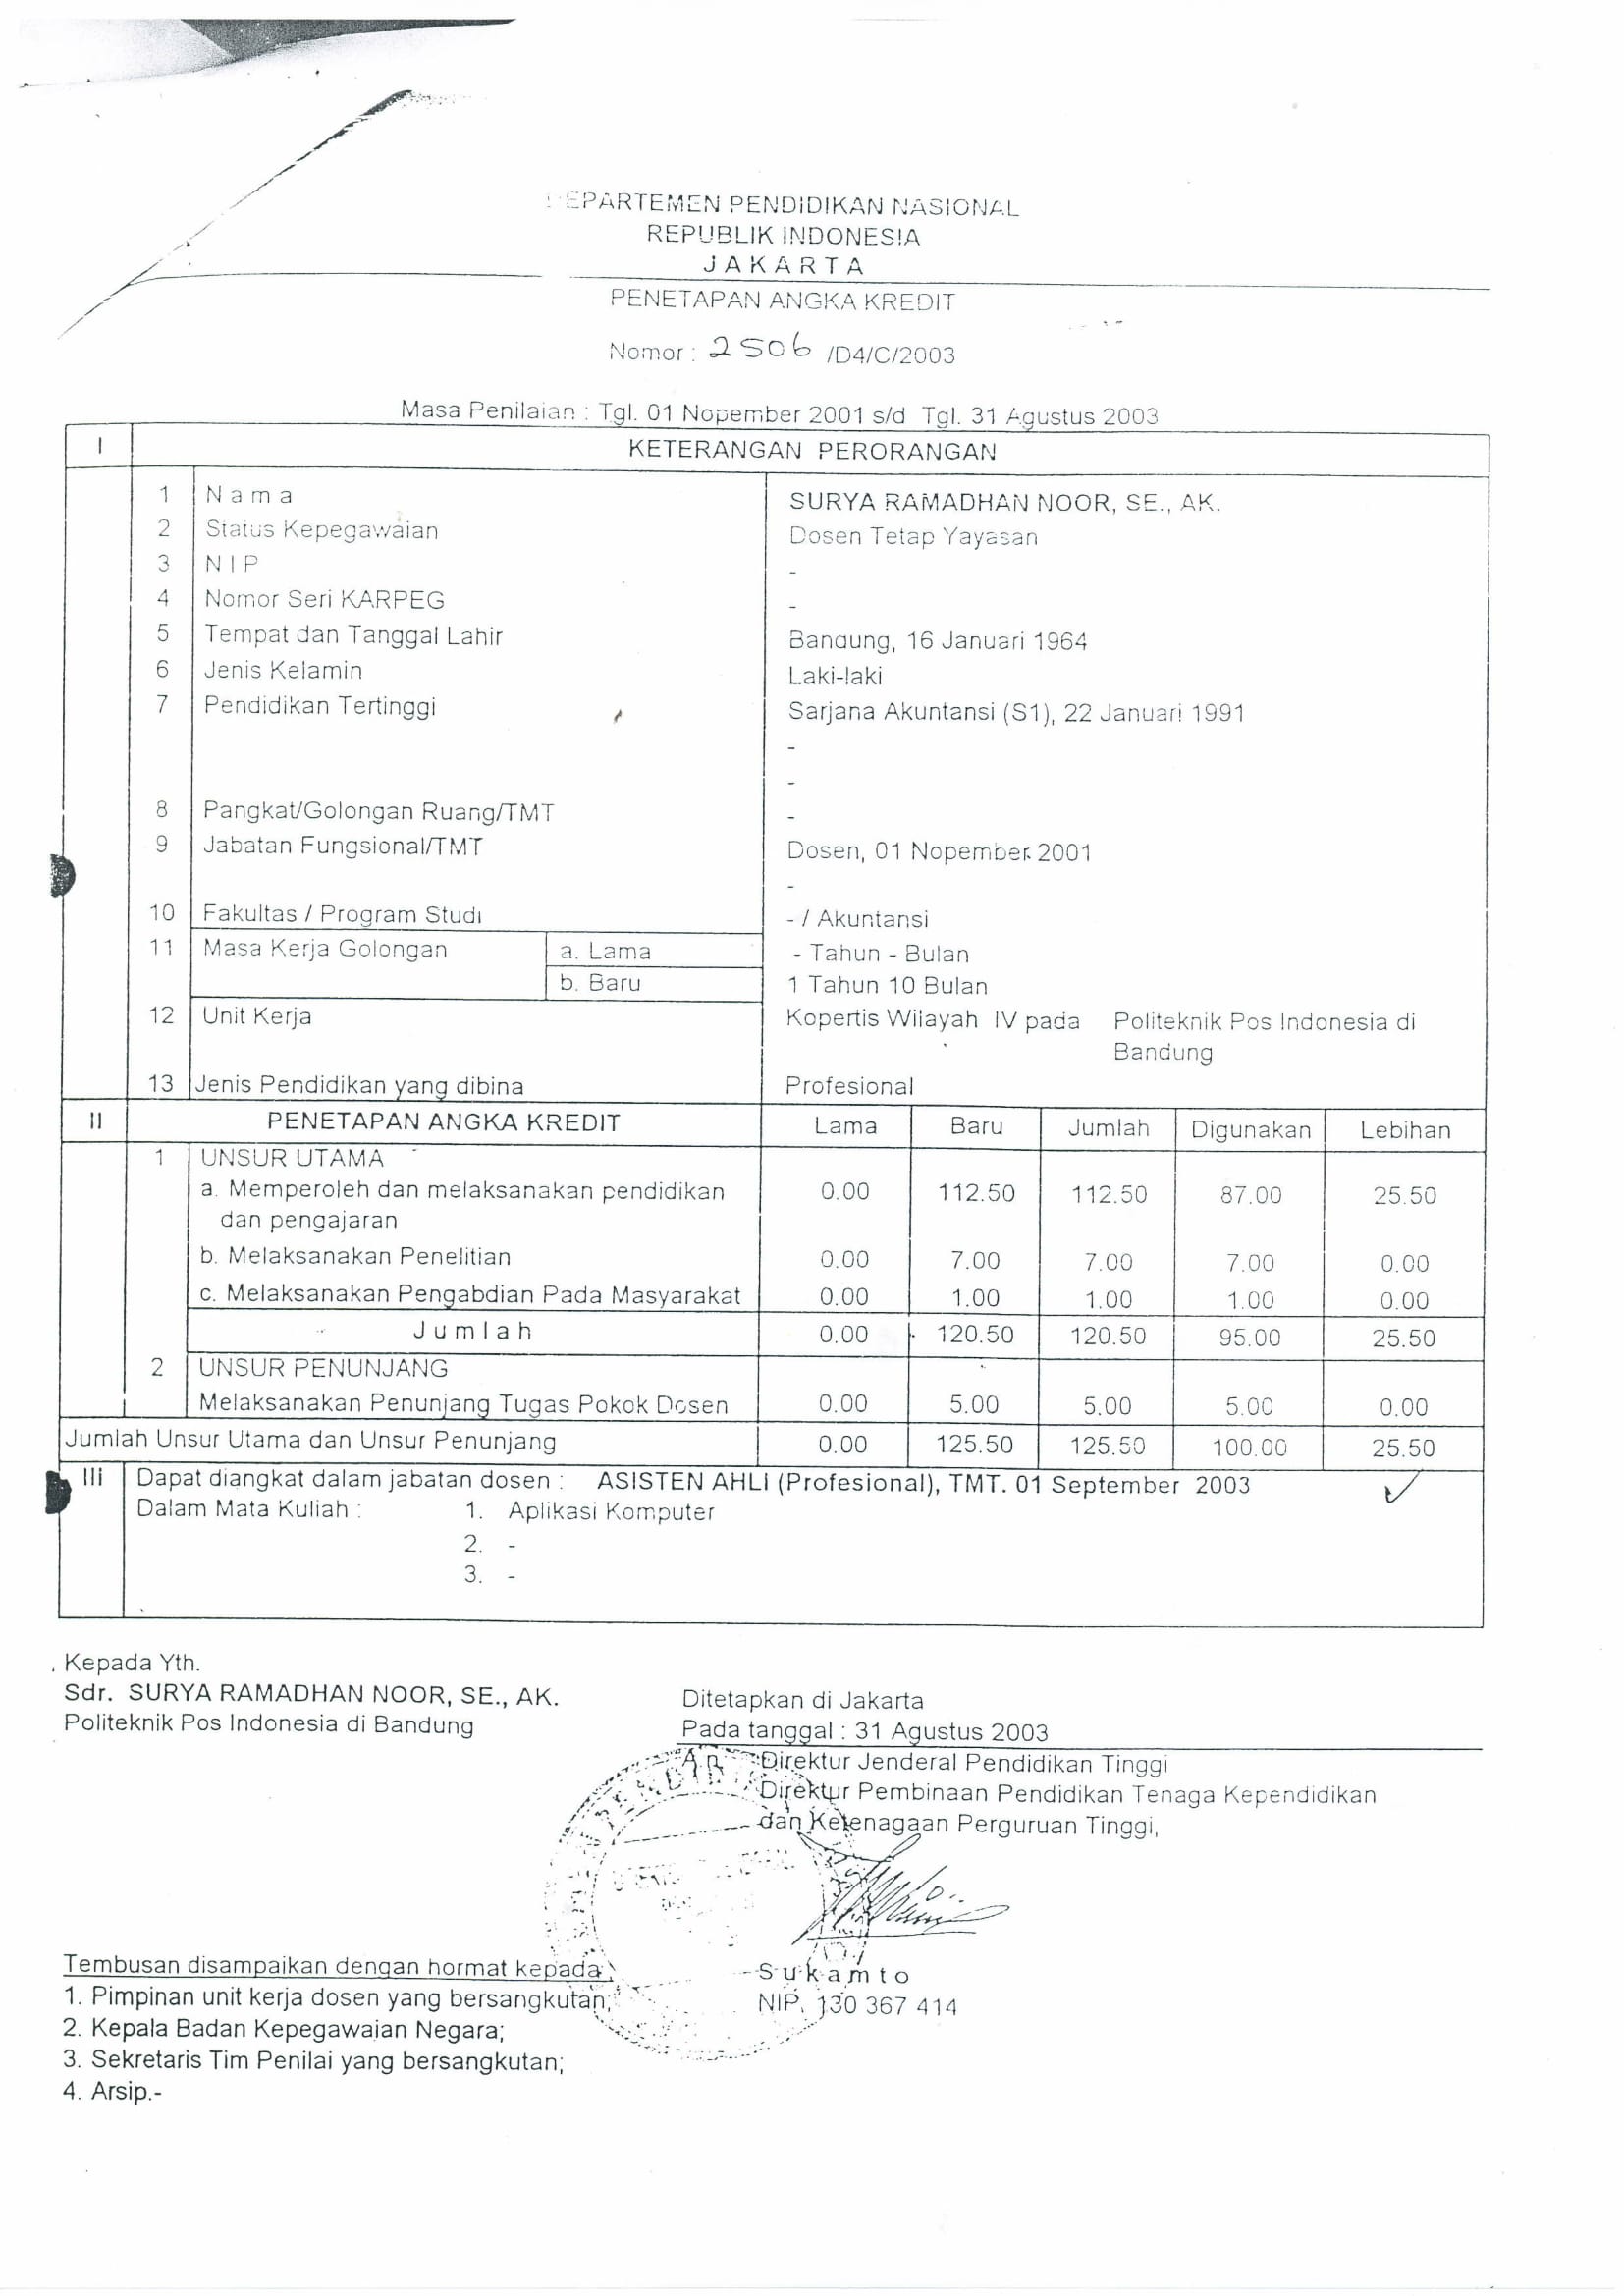 DEPARTEMEN PENDIDIKAN NASIONAL
REPUBLIK INDONESIA
JAKARTA
PENETAPAN ANGKA KREDIT
Nomor : 2506 /D4/C/2003
Masa Penilaian : Tgl. 01 Nopember 2001 s/d Tgl. 31 Agustus 2003
I KETERANGAN PERORANGAN
1 N a m a SURYA RAMADHAN NOOR, SE., AK.
2 Status Kepegawaian Dosen Tetap Yayasan
3 N I P -
4 Nomor Seri KARPEG -
5 Tempat dan Tanggal Lahir Bandung, 16 Januari 1964
6 Jenis Kelamin Laki-laki
7 Pendidikan Tertinggi Sarjana Akuntansi (S1), 22 Januari 1991
-
-
8 Pangkat/Golongan Ruang/TMT -
9 Jabatan Fungsional/TMT Dosen, 01 Nopember 2001
-
10 Fakultas / Program Studi - / Akuntansi
11 Masa Kerja Golongan a. Lama - Tahun - Bulan
b. Baru 1 Tahun 10 Bulan
12 Unit Kerja Kopertis Wilayah IV pada Politeknik Pos Indonesia di
Bandung
13 Jenis Pendidikan yang dibina Profesional
II PENETAPAN ANGKA KREDIT Lama Baru Jumlah Digunakan Lebihan
1 UNSUR UTAMA
a. Memperoleh dan melaksanakan pendidikan 0.00 112.50 112.50 87.00 25.50
dan pengajaran
b. Melaksanakan Penelitian 0.00 7.00 7.00 7.00 0.00
c. Melaksanakan Pengabdian Pada Masyarakat 0.00 1.00 1.00 1.00 0.00
J u m l a h 0.00 120.50 120.50 95.00 25.50
2 UNSUR PENUNJANG
Melaksanakan Penunjang Tugas Pokok Dosen 0.00 5.00 5.00 5.00 0.00
Jumlah Unsur Utama dan Unsur Penunjang 0.00 125.50 125.50 100.00 25.50
III Dapat diangkat dalam jabatan dosen : ASISTEN AHLI (Profesional), TMT. 01 September 2003
Dalam Mata Kuliah : 1. Aplikasi Komputer
2. -
3. -
Kepada Yth.
Sdr. SURYA RAMADHAN NOOR, SE., AK.
Politeknik Pos Indonesia di Bandung
Ditetapkan di Jakarta
Pada tanggal : 31 Agustus 2003
A.n. Direktur Jenderal Pendidikan Tinggi
Direktur Pembinaan Pendidikan Tenaga Kependidikan
dan Ketenagaan Perguruan Tinggi,
S u k a m t o
NIP. 130 367 414
Tembusan disampaikan dengan hormat kepada :
1. Pimpinan unit kerja dosen yang bersangkutan;
2. Kepala Badan Kepegawaian Negara;
3. Sekretaris Tim Penilai yang bersangkutan;
4. Arsip.-